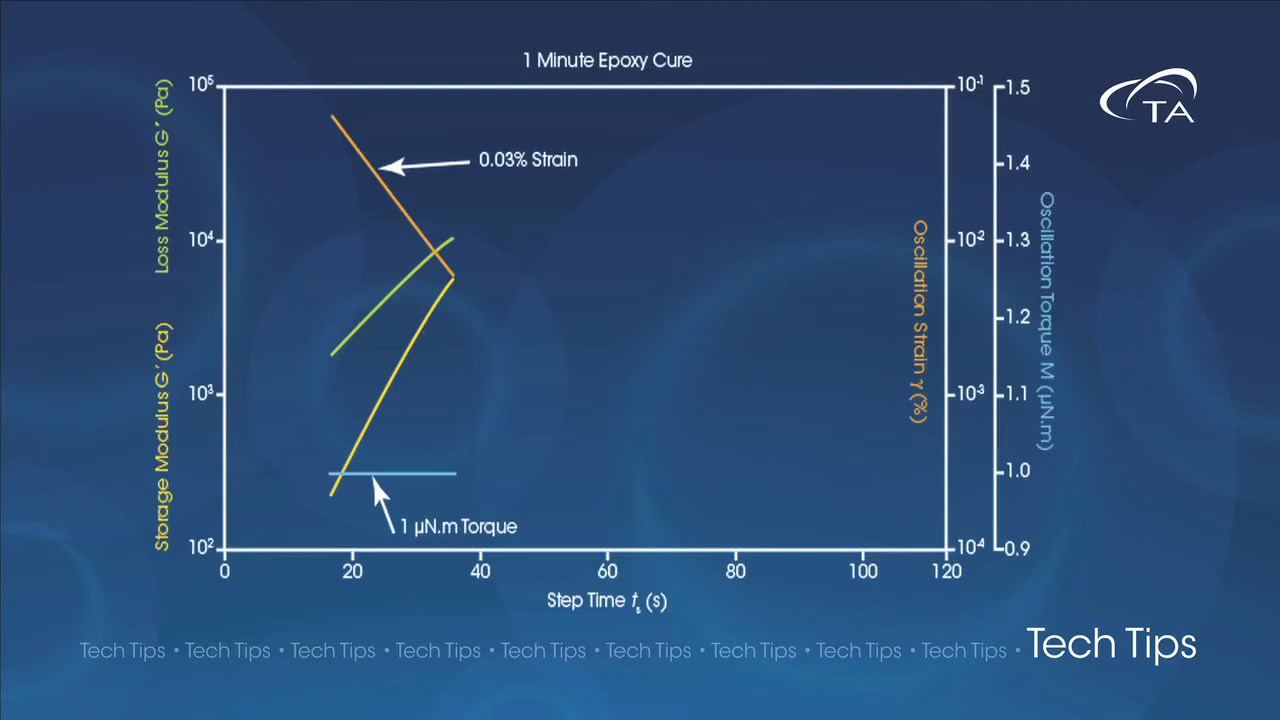 1 Minute Epoxy Cure
TA
Loss Modulus G" (Pa)
Storage Modulus G' (Pa)
10⁵
10⁴
10³
10²
0.03% Strain
1 µN.m Torque
0
20
40
60
80
100
120
Step Time tₛ (s)
Oscillation Strain γ (%)
10⁻¹
10⁻²
10⁻³
10⁻⁴
1.5
1.4
1.3
1.2
1.1
1.0
0.9
Oscillation Torque M (µN.m)
Tech Tips • Tech Tips • Tech Tips • Tech Tips • Tech Tips • Tech Tips • Tech Tips • Tech Tips • Tech Tips • Tech Tips